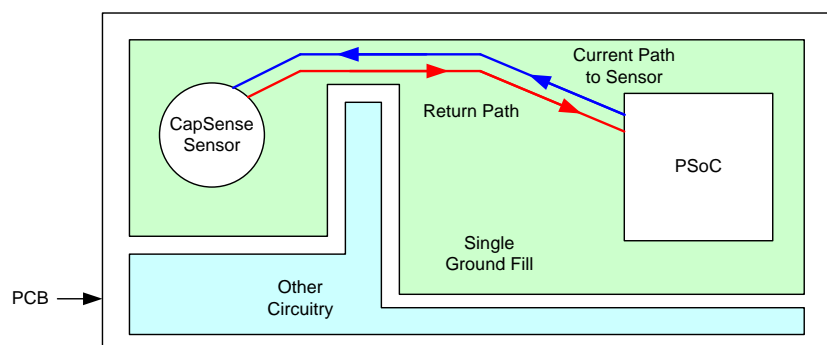 Current Path
to Sensor
CapSense
Sensor
Return Path
PSoC
Single
Ground Fill
Other
Circuitry
PCB